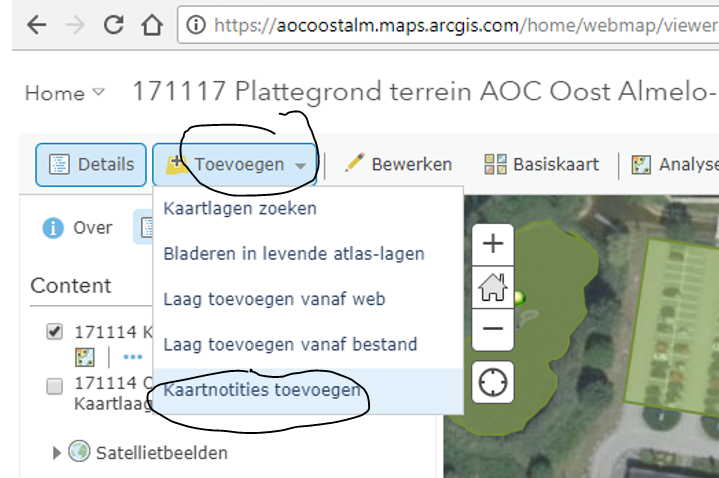 https://aocoostalm.maps.arcgis.com/home/webmap/viewer
Home 171117 Plattegrond terrein AOC Oost Almelo-
Details Toevoegen Bewerken Basiskaart Analyse
Over
Kaartlagen zoeken
Bladeren in levende atlas-lagen
Laag toevoegen vanaf web
Laag toevoegen vanaf bestand
Kaartnotities toevoegen
Content
171114 K
171114 O
Kaartlaag
Satellietbeelden